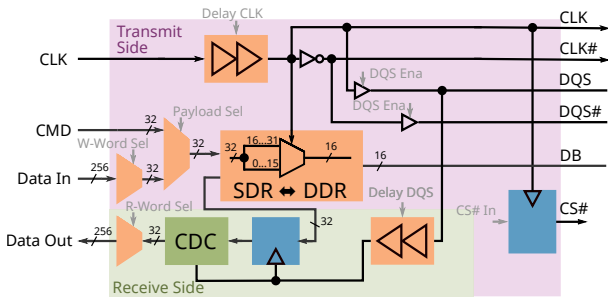 Delay CLK
CLK
Transmit
Side
CLK
CLK#
DQS Ena
DQS
Payload Sel
DQS Ena
DQS#
CMD
32
W-Word Sel
32
32
16...31
0...15
16
16
DB
Data In
256
32
SDR ⬌ DDR
Delay DQS
R-Word Sel
32
CS# In
CS#
Data Out
256
32
CDC
Receive Side